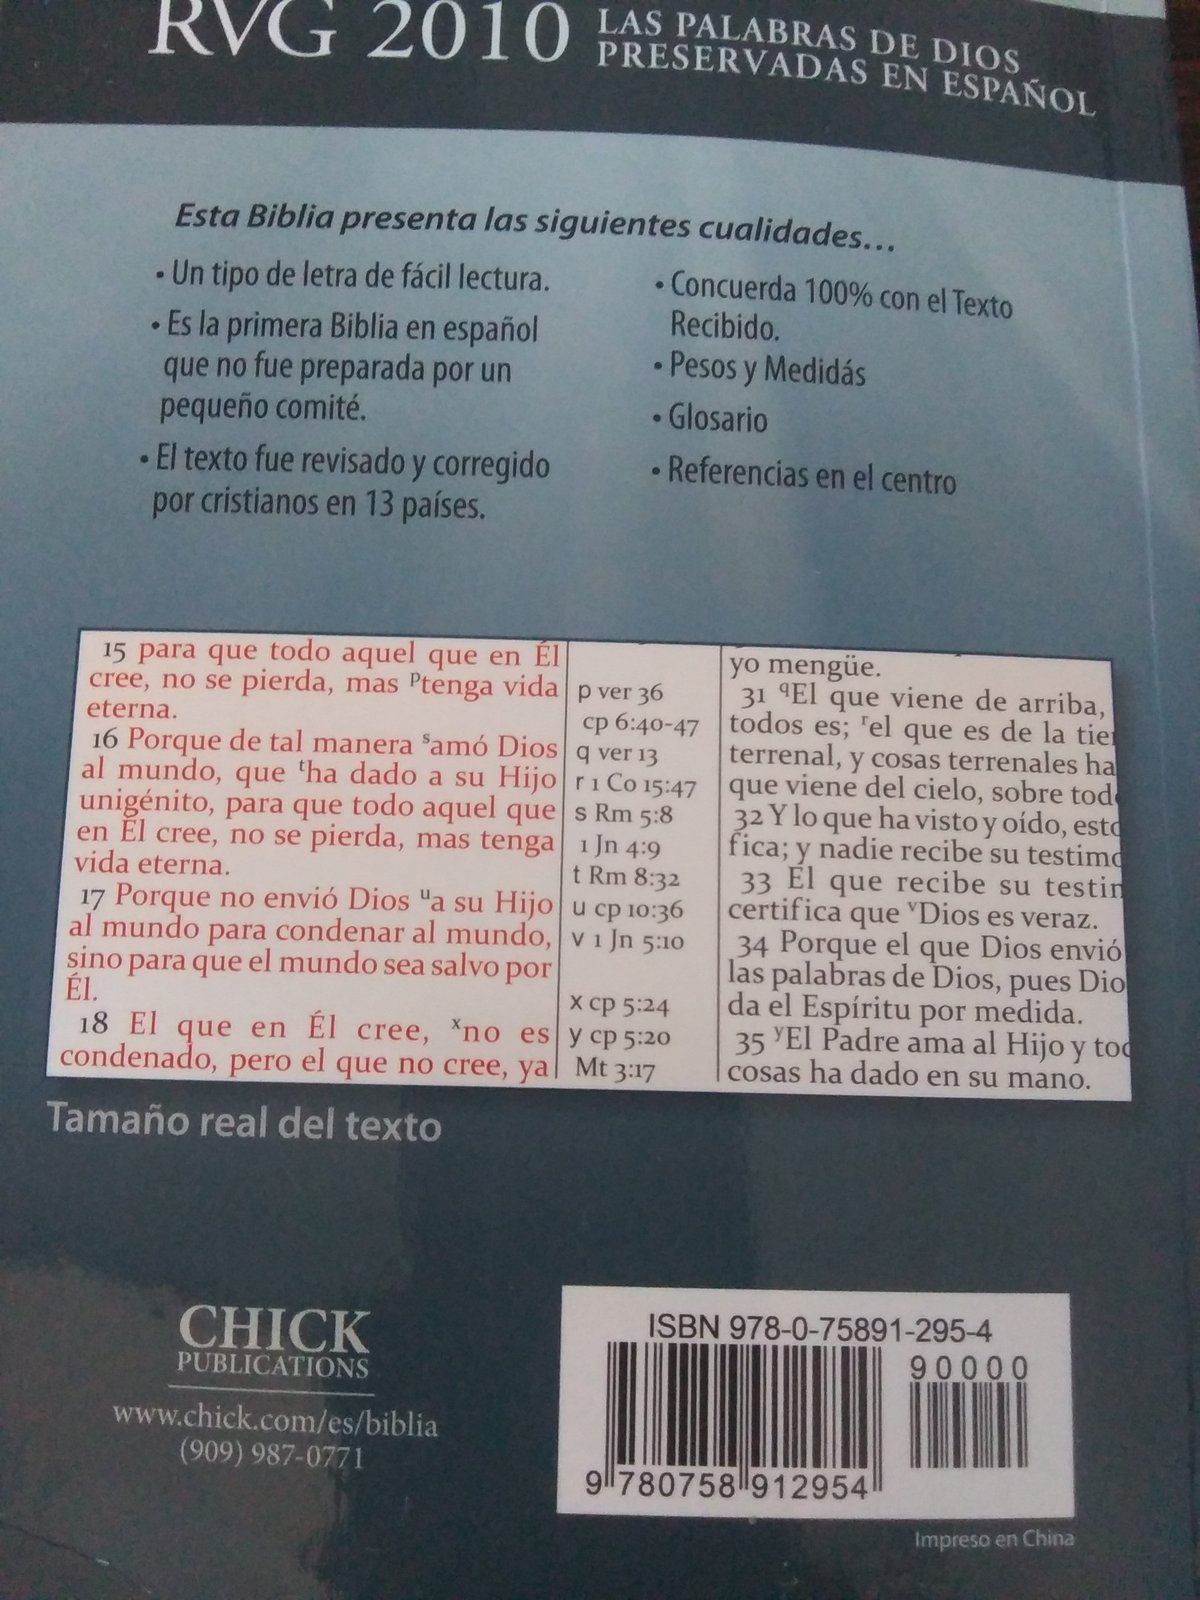 RVG 2010 LAS PALABRAS DE DIOS
PRESERVADAS EN ESPAÑOL
Esta Biblia presenta las siguientes cualidades...
• Un tipo de letra de fácil lectura.
• Es la primera Biblia en español
que no fue preparada por un
pequeño comité.
• El texto fue revisado y corregido
por cristianos en 13 países.
• Concuerda 100% con el Texto
Recibido.
• Pesos y Medidás
• Glosario
• Referencias en el centro
15 para que todo aquel que en Él
cree, no se pierda, mas ᵖtenga vida
eterna.
16 Porque de tal manera ˢamó Dios
al mundo, que ᵗha dado a su Hijo
unigénito, para que todo aquel que
en Él cree, no se pierda, mas tenga
vida eterna.
17 Porque no envió Dios ᵘa su Hijo
al mundo para condenar al mundo,
sino para que el mundo sea salvo por
Él.
18 El que en Él cree, ˣno es
condenado, pero el que no cree, ya
p ver 36
cp 6:40-47
q ver 13
r 1 Co 15:47
s Rm 5:8
1 Jn 4:9
t Rm 8:32
u cp 10:36
v 1 Jn 5:10
x cp 5:24
y cp 5:20
Mt 3:17
yo mengüe.
31 qEl que viene de arriba,
todos es; ʳel que es de la tier
terrenal, y cosas terrenales ha
que viene del cielo, sobre tod
32 Y lo que ha visto y oído, esto
fica; y nadie recibe su testimo
33 El que recibe su testim
certifica que ᵛDios es veraz.
34 Porque el que Dios envió
las palabras de Dios, pues Dio
da el Espíritu por medida.
35 ʸEl Padre ama al Hijo y tod
cosas ha dado en su mano.
Tamaño real del texto
CHICK
PUBLICATIONS
www.chick.com/es/biblia
(909) 987-0771
ISBN 978-0-75891-295-4
90000
9 780758 912954
Impreso en China